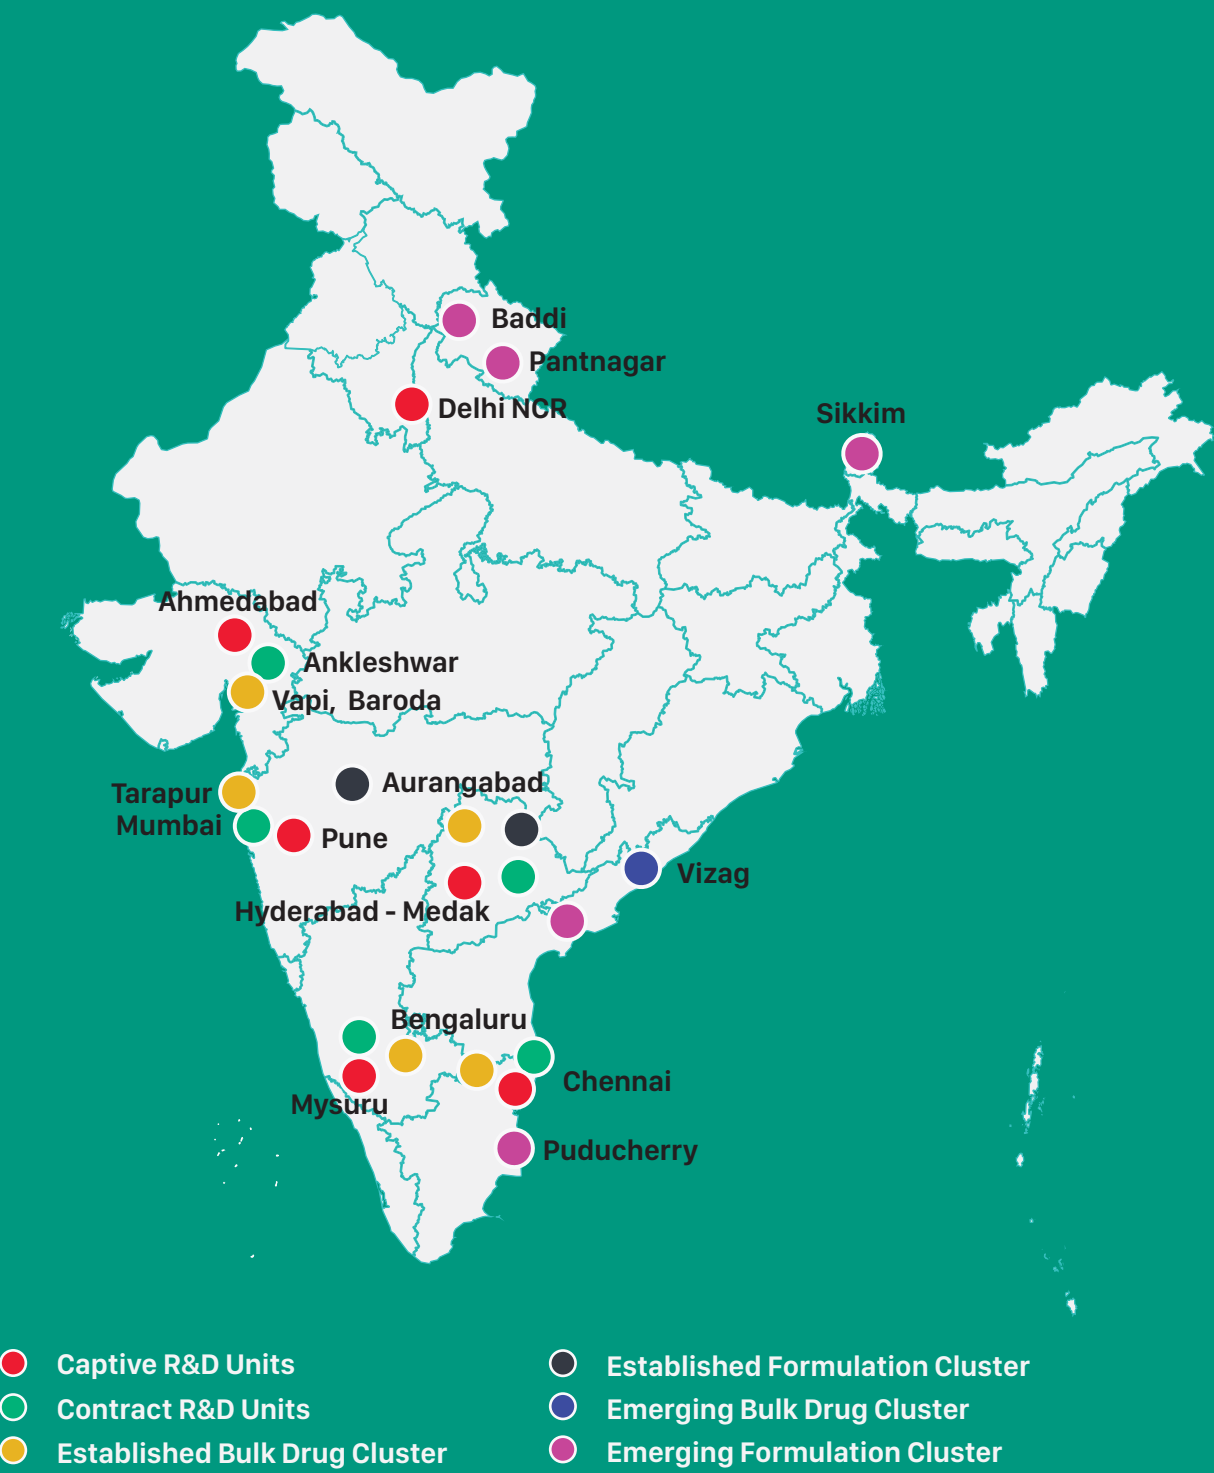 Baddi
Pantnagar
Delhi NCR
Sikkim
Ahmedabad
Ankleshwar
Vapi, Baroda
Aurangabad
Tarapur
Mumbai
Pune
Vizag
Hyderabad - Medak
Bengaluru
Chennai
Mysuru
Puducherry
Captive R&D Units
Contract R&D Units
Established Bulk Drug Cluster
Established Formulation Cluster
Emerging Bulk Drug Cluster
Emerging Formulation Cluster